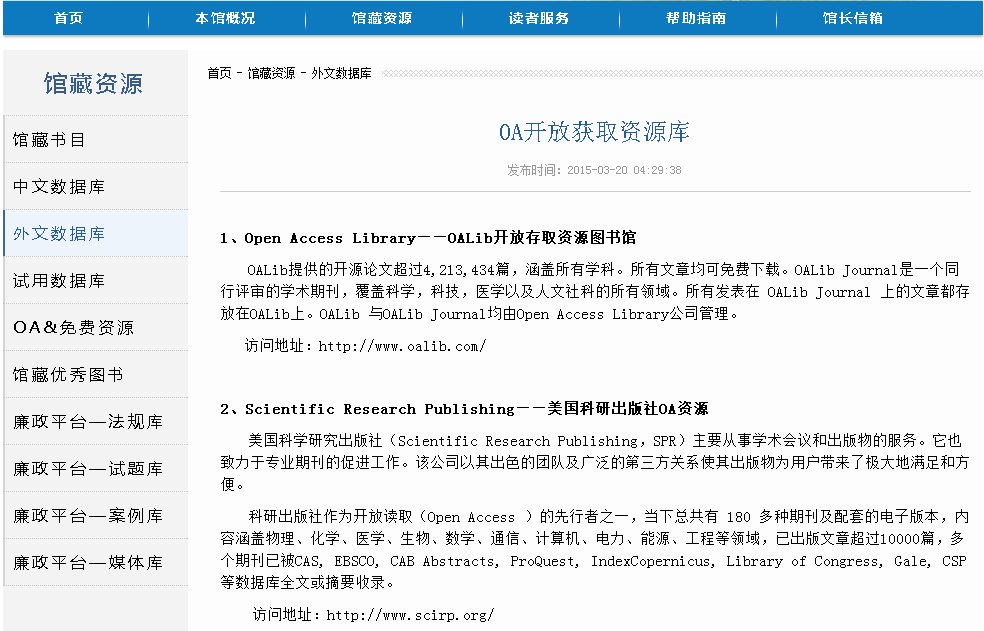 首页 本馆概况 馆藏资源 读者服务 帮助指南 馆长信箱
馆藏资源
馆藏书目
中文数据库
外文数据库
试用数据库
OA&免费资源
馆藏优秀图书
廉政平台—法规库
廉政平台—试题库
廉政平台—案例库
廉政平台—媒体库
首页 - 馆藏资源 - 外文数据库
OA开放获取资源库
发布时间：2015-03-20 04:29:38
1、Open Access Library——OALib开放存取资源图书馆
OALib提供的开源论文超过4,213,434篇，涵盖所有学科。所有文章均可免费下载。OALib Journal是一个同
行评审的学术期刊，覆盖科学，科技，医学以及人文社科的所有领域。所有发表在 OALib Journal 上的文章都存
放在OALib上。OALib 与OALib Journal均由Open Access Library公司管理。
访问地址：http://www.oalib.com/
2、Scientific Research Publishing——美国科研出版社OA资源
美国科学研究出版社（Scientific Research Publishing，SPR）主要从事学术会议和出版物的服务。它也
致力于专业期刊的促进工作。该公司以其出色的团队及广泛的第三方关系使其出版物为用户带来了极大地满足和方
便。
科研出版社作为开放读取（Open Access ）的先行者之一，当下总共有 180 多种期刊及配套的电子版本，内
容涵盖物理、化学、医学、生物、数学、通信、计算机、电力、能源、工程等领域，已出版文章超过10000篇，多
个期刊已被CAS, EBSCO, CAB Abstracts, ProQuest, IndexCopernicus, Library of Congress, Gale, CSP
等数据库全文或摘要收录。
访问地址：http://www.scirp.org/